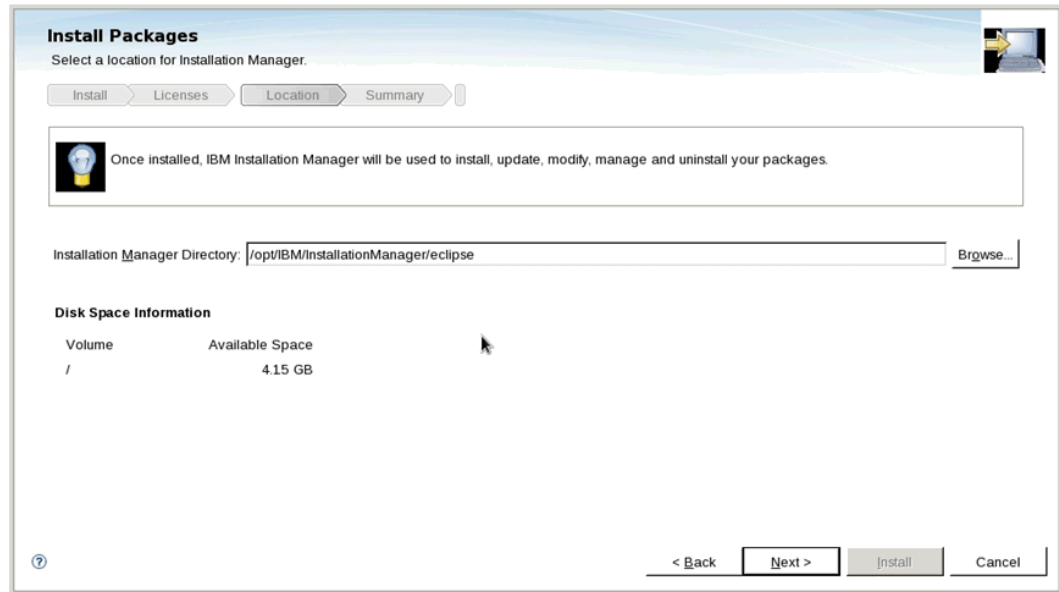 Install Packages
Select a location for Installation Manager.
Install Licenses Location Summary
Once installed, IBM Installation Manager will be used to install, update, modify, manage and uninstall your packages.
Installation Manager Directory: /opt/IBM/InstallationManager/eclipse Browse...
Disk Space Information
Volume Available Space
/ 4.15 GB
? < Back Next > Install Cancel